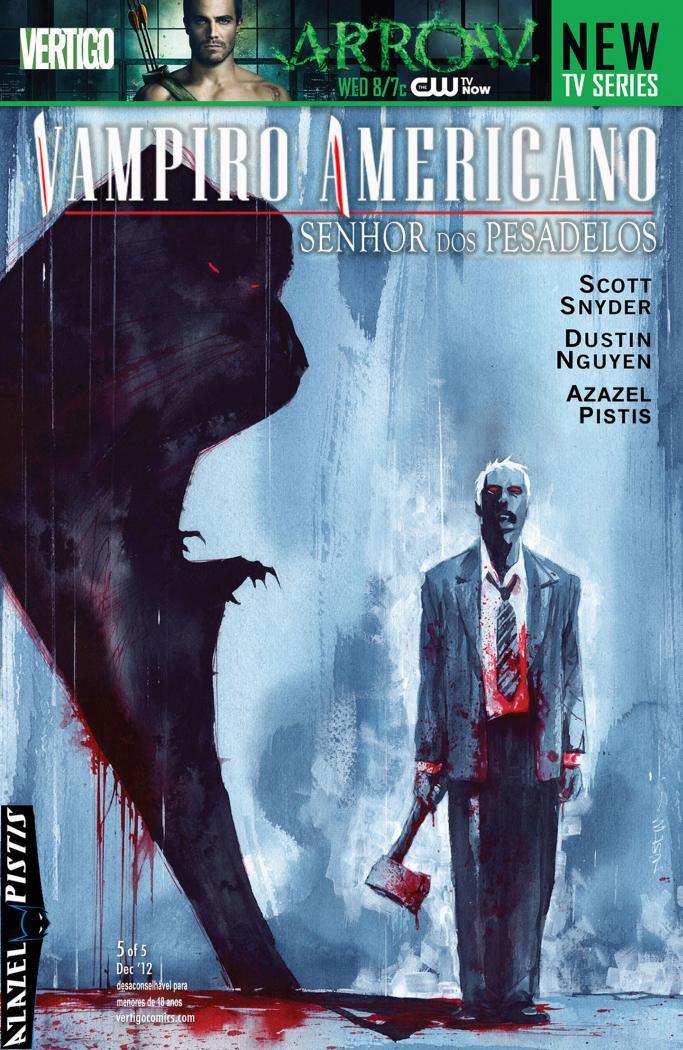 VERTIGO
ARROW
WED 8/7c THE CW TV NOW
NEW
TV SERIES
VAMPIRO AMERICANO
SENHOR DOS PESADELOS
SCOTT
SNYDER
DUSTIN
NGUYEN
AZAZEL
PISTIS
AZAZEL PISTIS
5 of 5
Dec '12
desaconselhável para
menores de 18 anos
vertigocomics.com